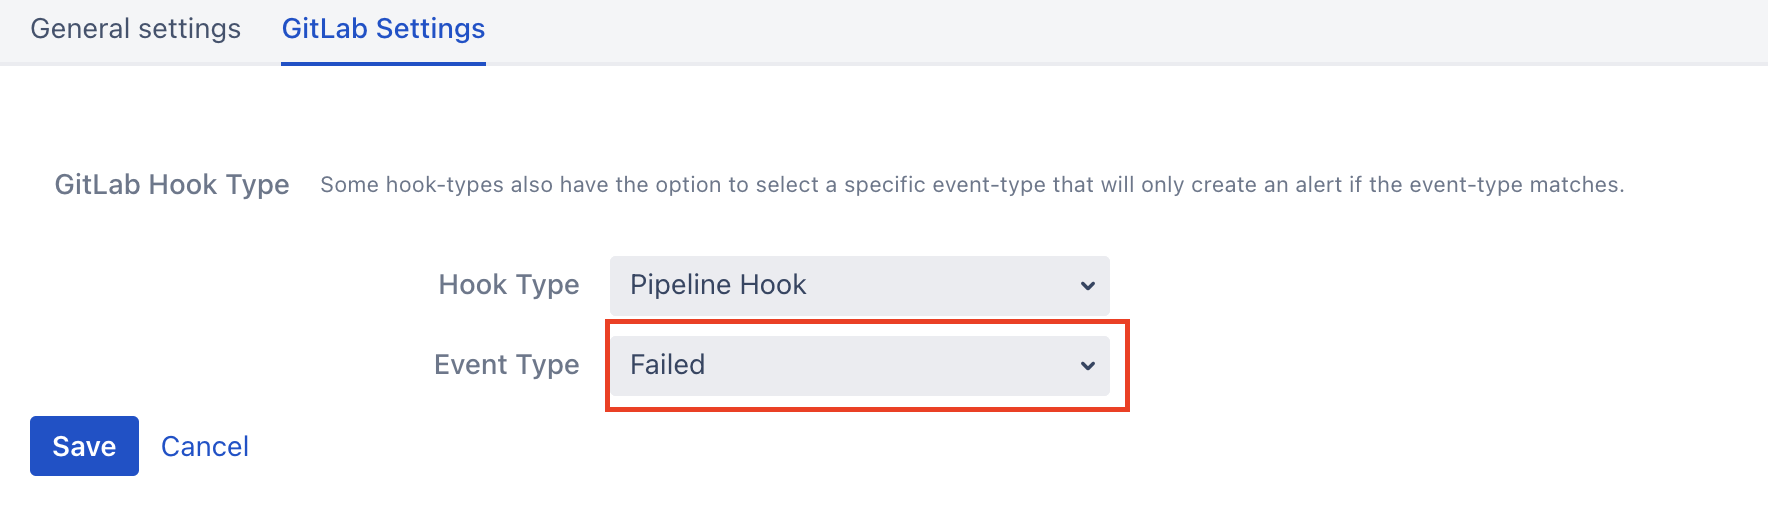 General settings GitLab Settings
GitLab Hook Type Some hook-types also have the option to select a specific event-type that will only create an alert if the event-type matches.
Hook Type Pipeline Hook
Event Type Failed
Save Cancel